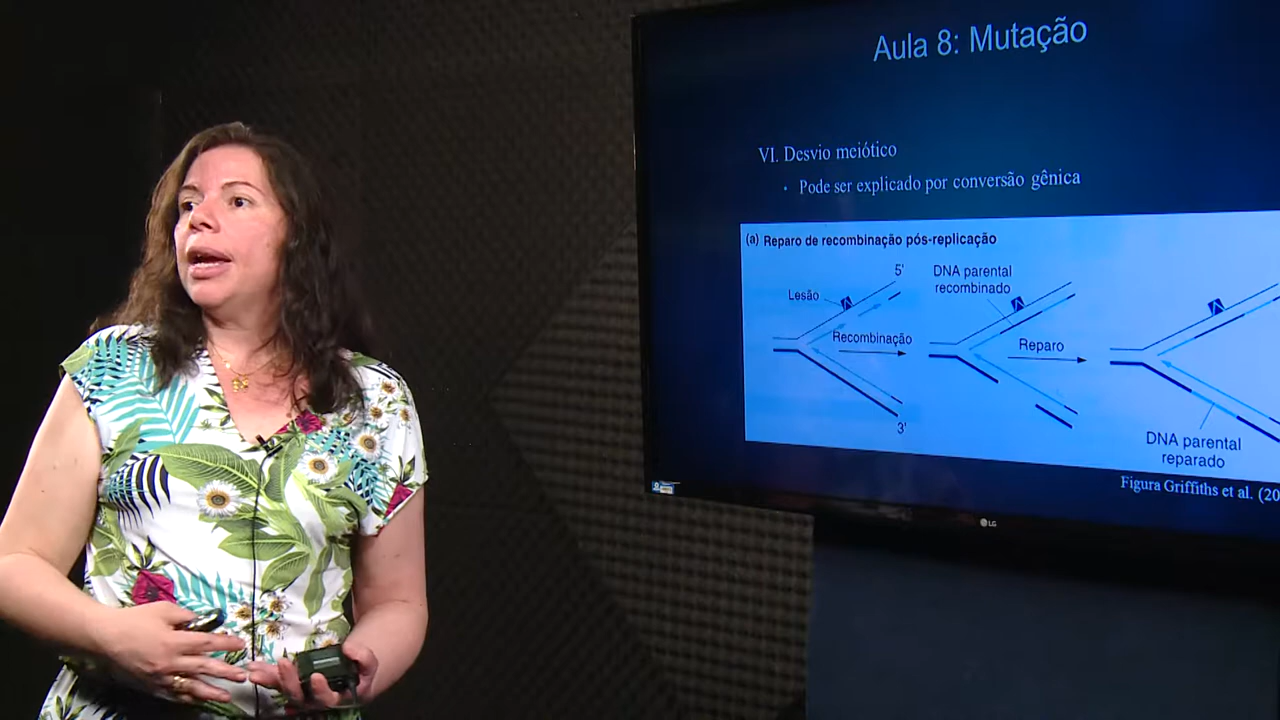 Aula 8: Mutação
VI. Desvio meiótico
• Pode ser explicado por conversão gênica
(a) Reparo de recombinação pós-replicação
5'
Lesão
DNA parental
recombinado
Recombinação
Reparo
3'
DNA parental
reparado
Figura Griffiths et al. (20
LG